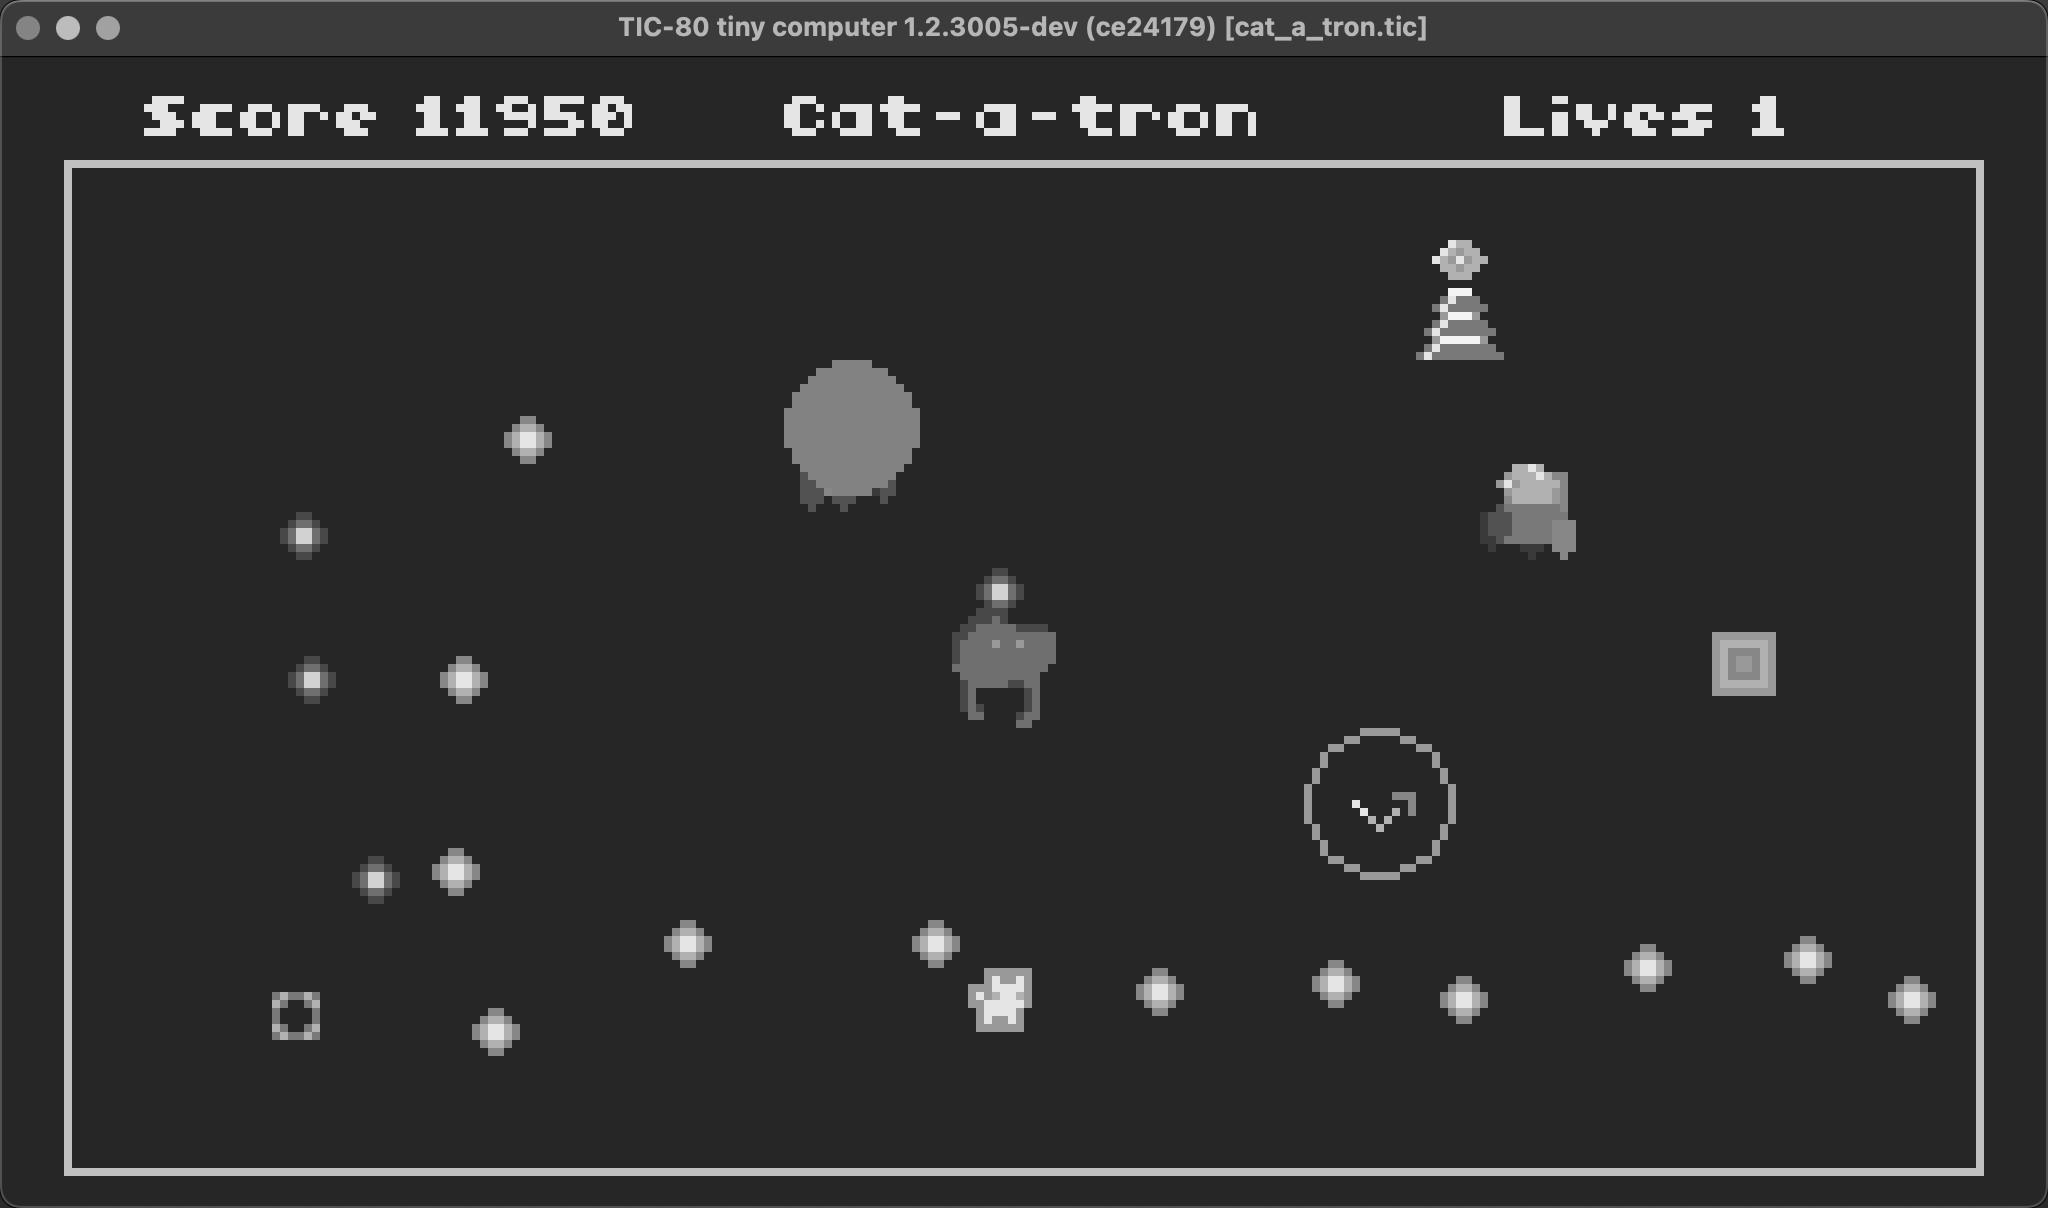 TIC-80 tiny computer 1.2.3005-dev (ce24179) [cat_a_tron.tic]
Score 11950 Cat-a-tron Lives 1